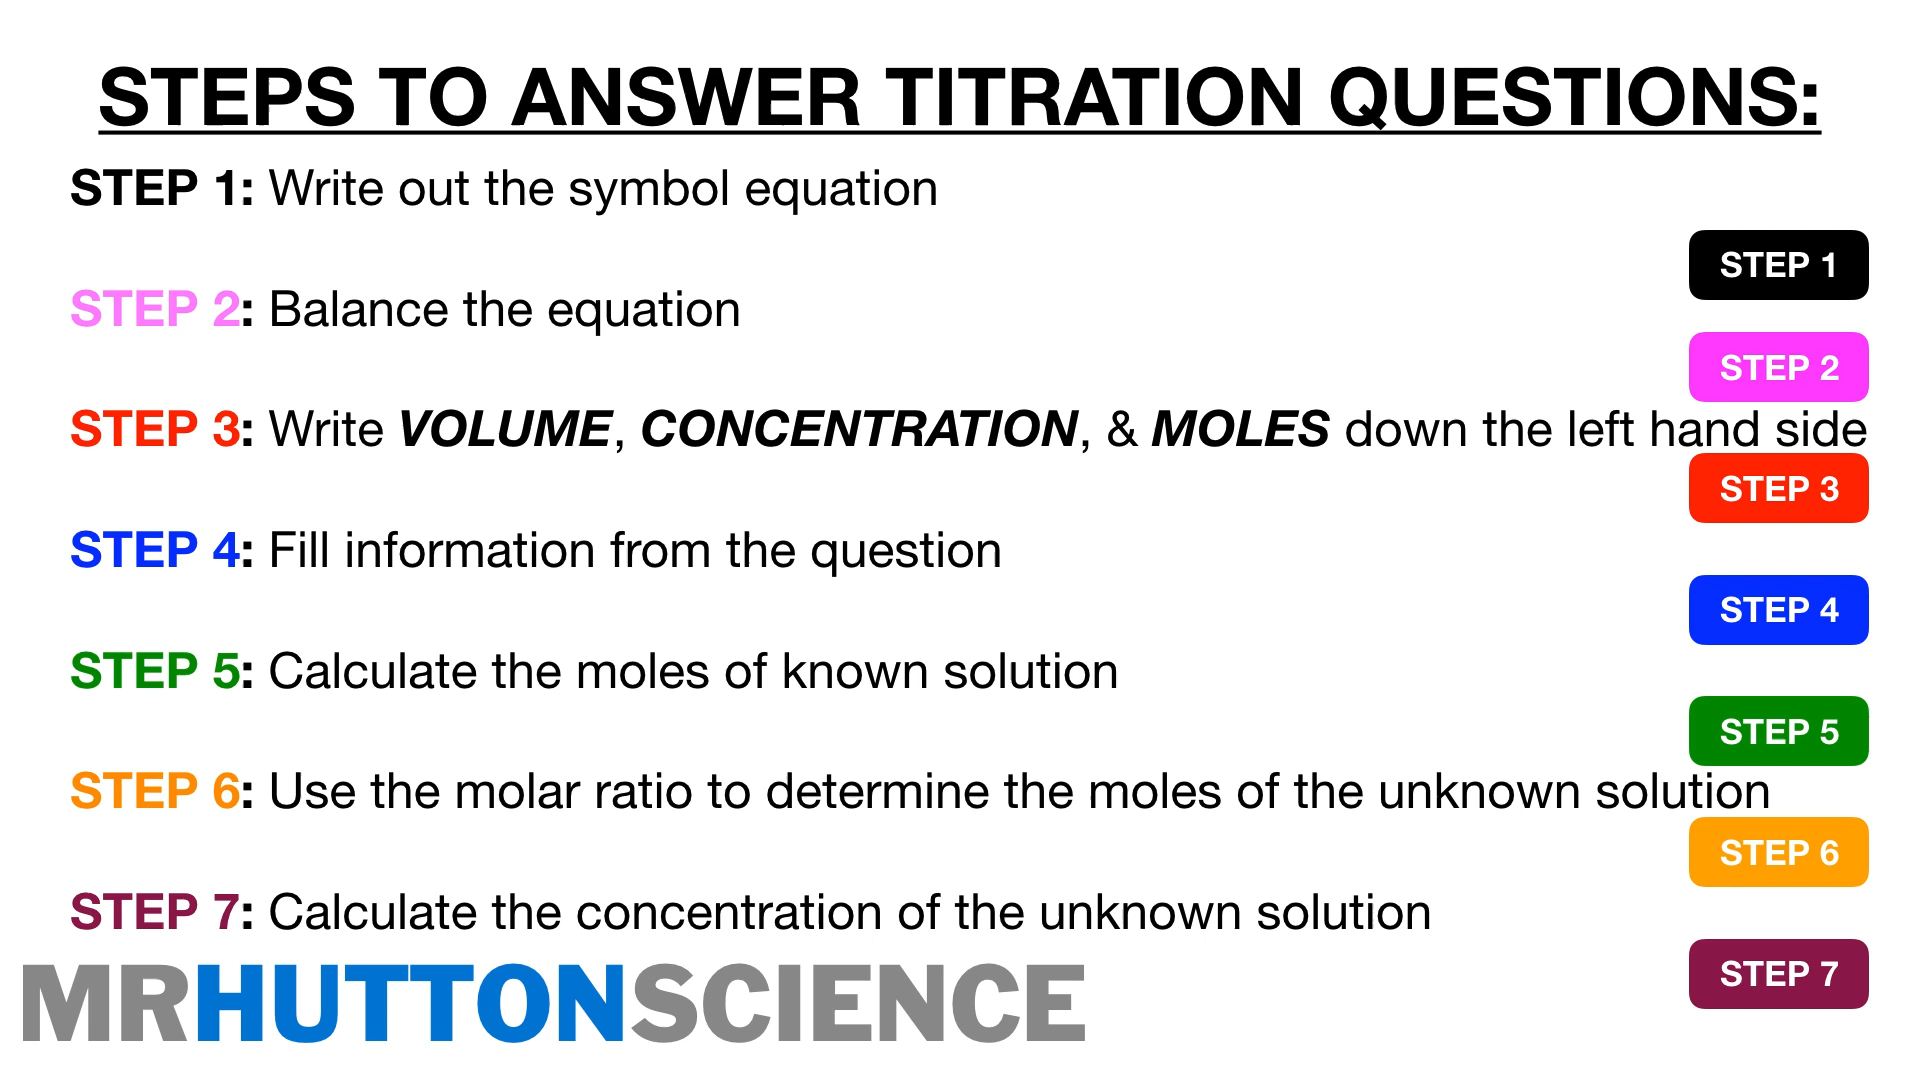 STEPS TO ANSWER TITRATION QUESTIONS:
STEP 1: Write out the symbol equation
STEP 1
STEP 2: Balance the equation
STEP 2
STEP 3: Write VOLUME, CONCENTRATION, & MOLES down the left hand side
STEP 3
STEP 4: Fill information from the question
STEP 4
STEP 5: Calculate the moles of known solution
STEP 5
STEP 6: Use the molar ratio to determine the moles of the unknown solution
STEP 6
STEP 7: Calculate the concentration of the unknown solution
STEP 7
MRHUTTONSCIENCE